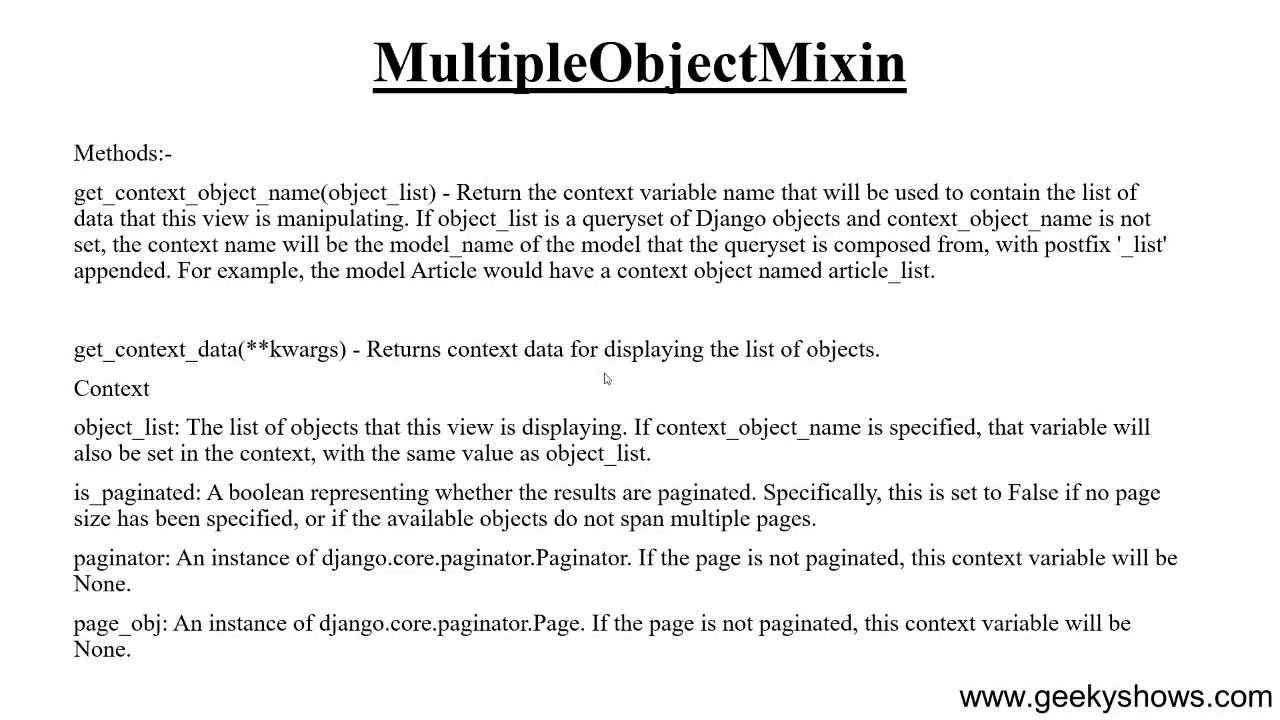 MultipleObjectMixin
Methods:-
get_context_object_name(object_list) - Return the context variable name that will be used to contain the list of
data that this view is manipulating. If object_list is a queryset of Django objects and context_object_name is not
set, the context name will be the model_name of the model that the queryset is composed from, with postfix '_list'
appended. For example, the model Article would have a context object named article_list.
get_context_data(**kwargs) - Returns context data for displaying the list of objects.
Context
object_list: The list of objects that this view is displaying. If context_object_name is specified, that variable will
also be set in the context, with the same value as object_list.
is_paginated: A boolean representing whether the results are paginated. Specifically, this is set to False if no page
size has been specified, or if the available objects do not span multiple pages.
paginator: An instance of django.core.paginator.Paginator. If the page is not paginated, this context variable will be
None.
page_obj: An instance of django.core.paginator.Page. If the page is not paginated, this context variable will be
None.
www.geekyshows.com